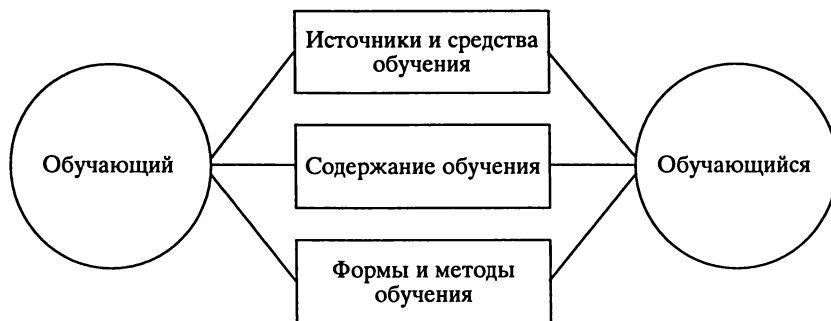 Источники и средства
обучения
Обучающий
Содержание обучения
Обучающийся
Формы и методы
обучения